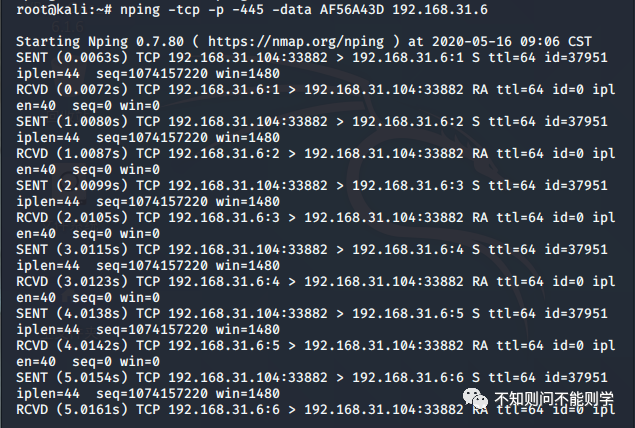 root@kali:~# nping -tcp -p -445 -data AF56A43D 192.168.31.6
Starting Nping 0.7.80 ( https://nmap.org/nping ) at 2020-05-16 09:06 CST
SENT (0.0063s) TCP 192.168.31.104:33882 > 192.168.31.6:1 S ttl=64 id=37951
iplen=44  seq=1074157220 win=1480
RCVD (0.0072s) TCP 192.168.31.6:1 > 192.168.31.104:33882 RA ttl=64 id=0 ipl
en=40  seq=0 win=0
SENT (1.0080s) TCP 192.168.31.104:33882 > 192.168.31.6:2 S ttl=64 id=37951
iplen=44  seq=1074157220 win=1480
RCVD (1.0087s) TCP 192.168.31.6:2 > 192.168.31.104:33882 RA ttl=64 id=0 ipl
en=40  seq=0 win=0
SENT (2.0099s) TCP 192.168.31.104:33882 > 192.168.31.6:3 S ttl=64 id=37951
iplen=44  seq=1074157220 win=1480
RCVD (2.0105s) TCP 192.168.31.6:3 > 192.168.31.104:33882 RA ttl=64 id=0 ipl
en=40  seq=0 win=0
SENT (3.0115s) TCP 192.168.31.104:33882 > 192.168.31.6:4 S ttl=64 id=37951
iplen=44  seq=1074157220 win=1480
RCVD (3.0123s) TCP 192.168.31.6:4 > 192.168.31.104:33882 RA ttl=64 id=0 ipl
en=40  seq=0 win=0
SENT (4.0138s) TCP 192.168.31.104:33882 > 192.168.31.6:5 S ttl=64 id=37951
iplen=44  seq=1074157220 win=1480
RCVD (4.0142s) TCP 192.168.31.6:5 > 192.168.31.104:33882 RA ttl=64 id=0 ipl
en=40  seq=0 win=0
SENT (5.0154s) TCP 192.168.31.104:33882 > 192.168.31.6:6 S ttl=64 id=37951
iplen=44  seq=1074157220 win=1480
不知则问不能则学
RCVD (5.0161s) TCP 192.168.31.6:6 > 192.168.31.104:33882 RA ttl=64 id=0 ipl